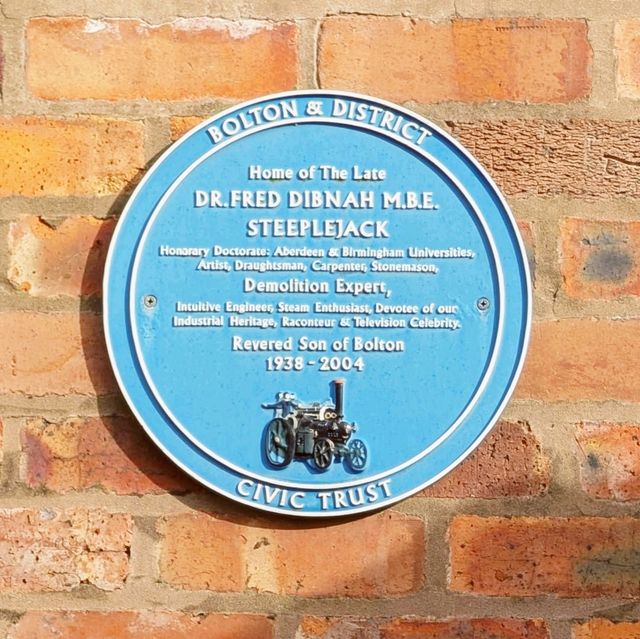 BOLTON & DISTRICT
Home of The Late
DR.FRED DIBNAH M.B.E.
STEEPLEJACK
Honorary Doctorate: Aberdeen & Birmingham Universities,
Artist, Draughtsman, Carpenter, Stonemason,
Demolition Expert,
Intuitive Engineer, Steam Enthusiast, Devotee of our
Industrial Heritage, Raconteur & Television Celebrity.
Revered Son of Bolton
1938 - 2004
CIVIC TRUST